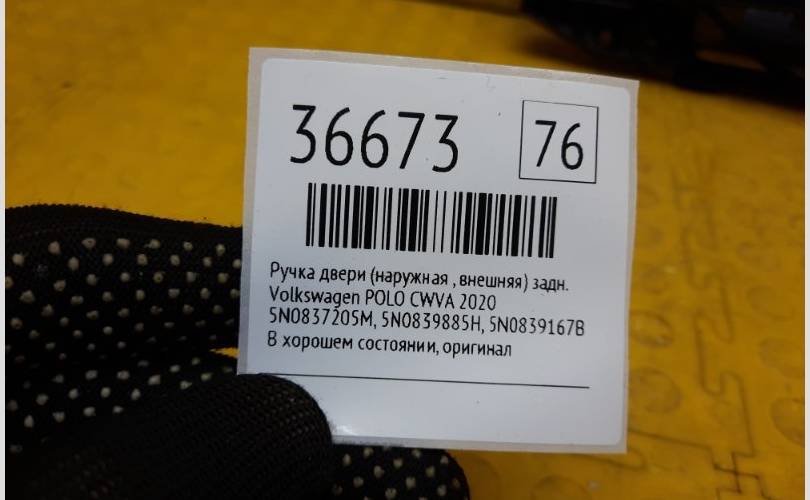 36673 76
Ручка двери (наружная , внешняя) задн.
Volkswagen POLO CWVA 2020
5N0837205M, 5N0839885H, 5N0839167B
В хорошем состоянии, оригинал